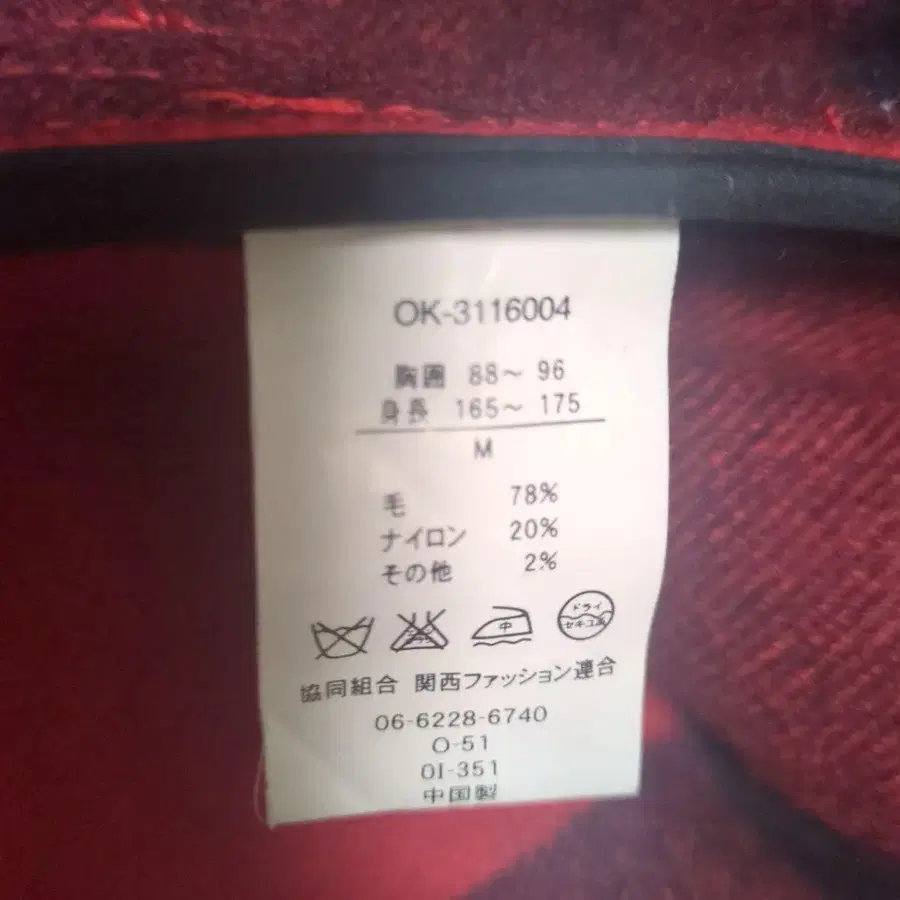 OK-3116004
胸囲 88～ 96
身長 165～ 175
M
毛 78%
ナイロン 20%
その他 2%
中
ドライ
セキユ系
協同組合 関西ファッション連合
06-6228-6740
O-51
OI-351
中国製